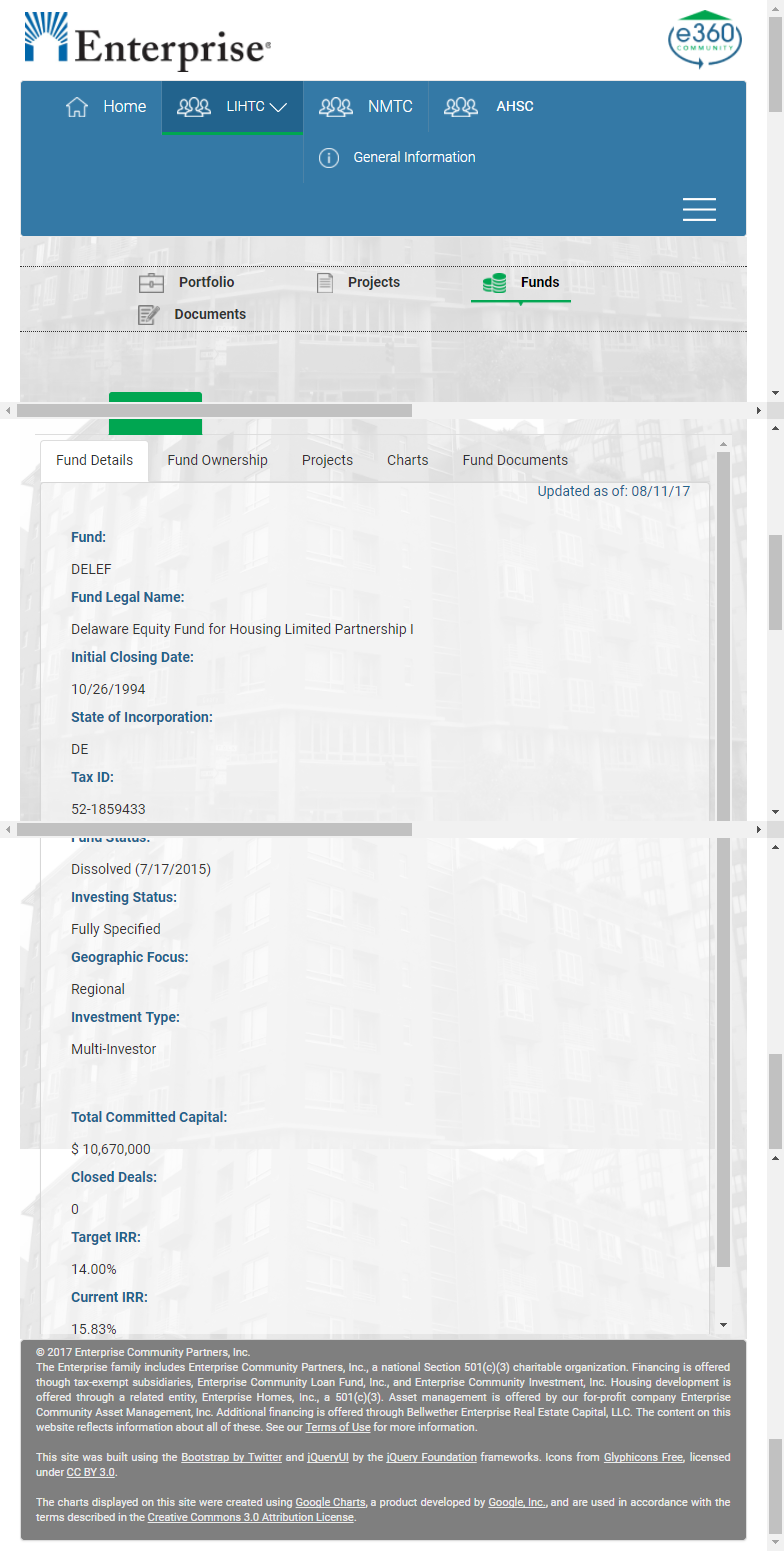 Enterprise®
e360
COMMUNITY
Home
LIHTC
NMTC
AHSC
General Information
Portfolio
Projects
Funds
Documents
Fund Details
Fund Ownership
Projects
Charts
Fund Documents
Updated as of: 08/11/17
Fund:
DELEF
Fund Legal Name:
Delaware Equity Fund for Housing Limited Partnership I
Initial Closing Date:
10/26/1994
State of Incorporation:
DE
Tax ID:
52-1859433
Fund Status:
Dissolved (7/17/2015)
Investing Status:
Fully Specified
Geographic Focus:
Regional
Investment Type:
Multi-Investor
Total Committed Capital:
$ 10,670,000
Closed Deals:
0
Target IRR:
14.00%
Current IRR:
15.83%
© 2017 Enterprise Community Partners, Inc.
The Enterprise family includes Enterprise Community Partners, Inc., a national Section 501(c)(3) charitable organization. Financing is offered
though tax-exempt subsidiaries, Enterprise Community Loan Fund, Inc., and Enterprise Community Investment, Inc. Housing development is
offered through a related entity, Enterprise Homes, Inc., a 501(c)(3). Asset management is offered by our for-profit company Enterprise
Community Asset Management, Inc. Additional financing is offered through Bellwether Enterprise Real Estate Capital, LLC. The content on this
website reflects information about all of these. See our Terms of Use for more information.
This site was built using the Bootstrap by Twitter and jQueryUI by the jQuery Foundation frameworks. Icons from Glyphicons Free, licensed
under CC BY 3.0.
The charts displayed on this site were created using Google Charts, a product developed by Google, Inc., and are used in accordance with the
terms described in the Creative Commons 3.0 Attribution License.